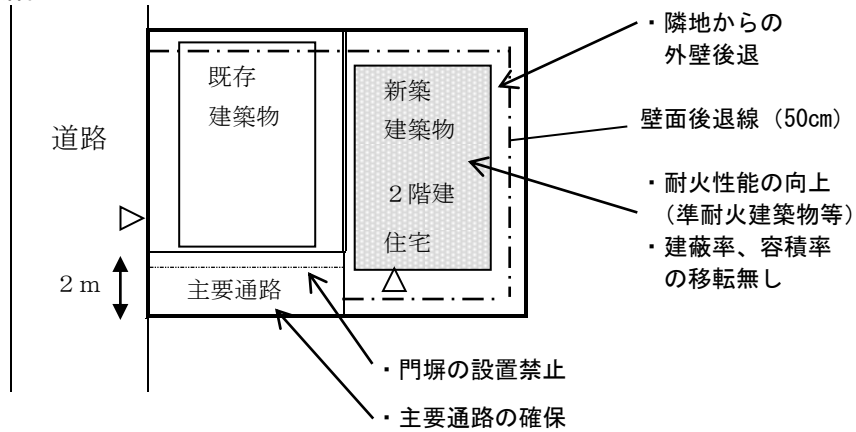 ・隣地からの
外壁後退
既存
建築物
新築
建築物
２階建
住宅
壁面後退線（50cm）
道路
・耐火性能の向上
（準耐火建築物等）
・建蔽率、容積率
の移転無し
２ｍ
主要通路
・門塀の設置禁止
・主要通路の確保